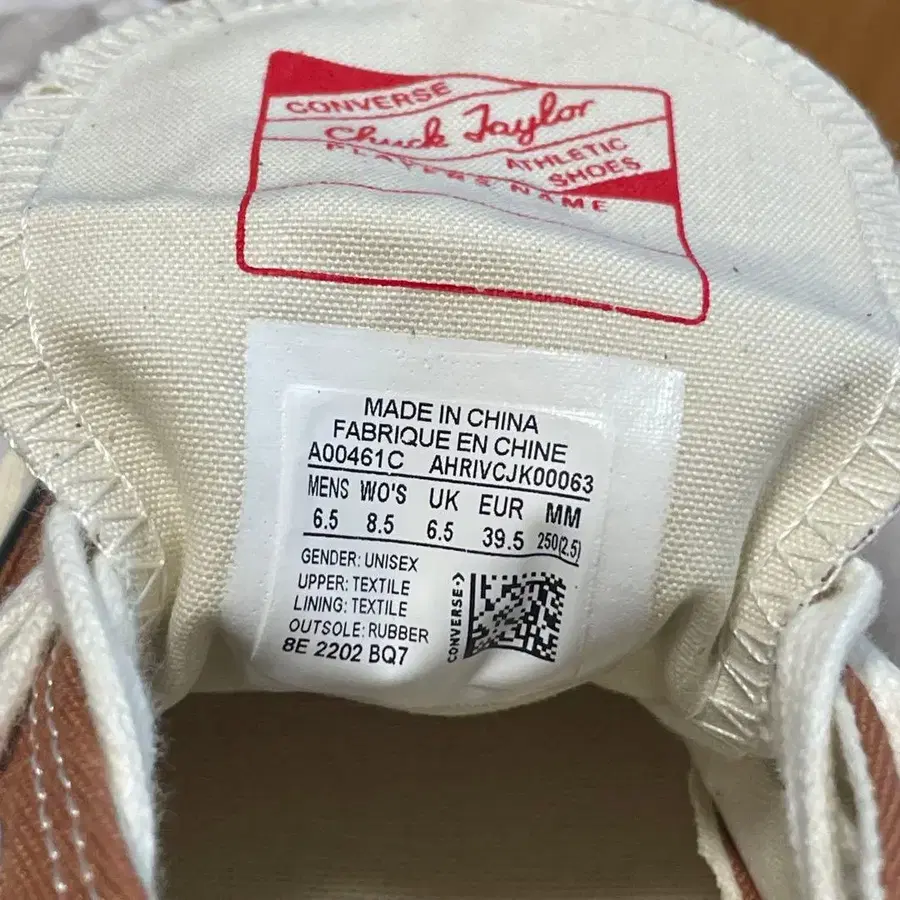 CONVERSE
Chuck Taylor
ATHLETIC
SHOES
PLAYERS NAME
MADE IN CHINA
FABRIQUE EN CHINE
A00461C AHRIVCJK00063
MENS WO'S UK EUR MM
6.5 8.5 6.5 39.5 250(2.5)
GENDER: UNISEX
UPPER: TEXTILE
LINING: TEXTILE
OUTSOLE: RUBBER
8E 2202 BQ7
CONVERSE